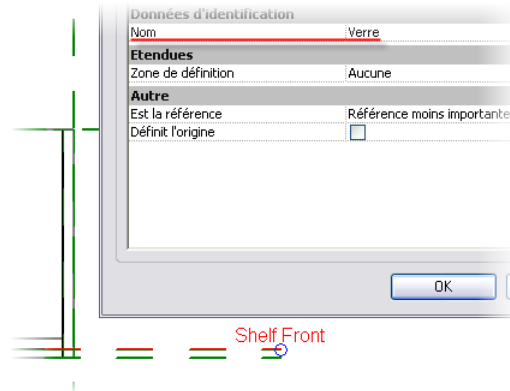 Données d'identification
Nom Verre
Etendues
Zone de définition Aucune
Autre
Est la référence Référence moins importante
Définit l'origine
OK
Shelf Front